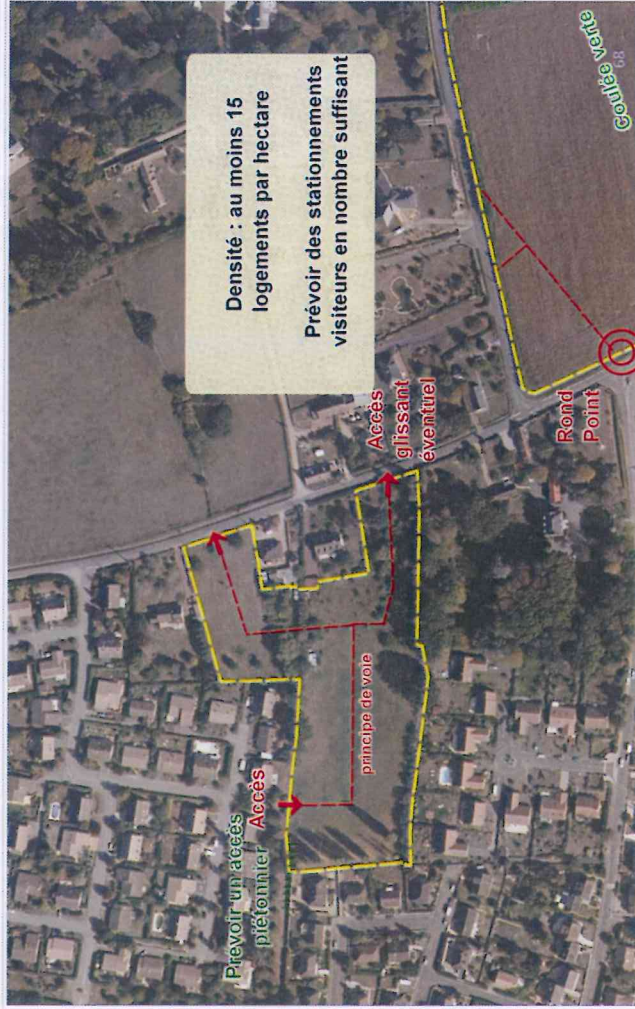 Densité : au moins 15
logements par hectare
Prévoir des stationnements
visiteurs en nombre suffisant
Coulée verte
68
Accès
glissant
éventuel
Rond
Point
principe de voie
Prévoir un accès
piétonnier
Accès